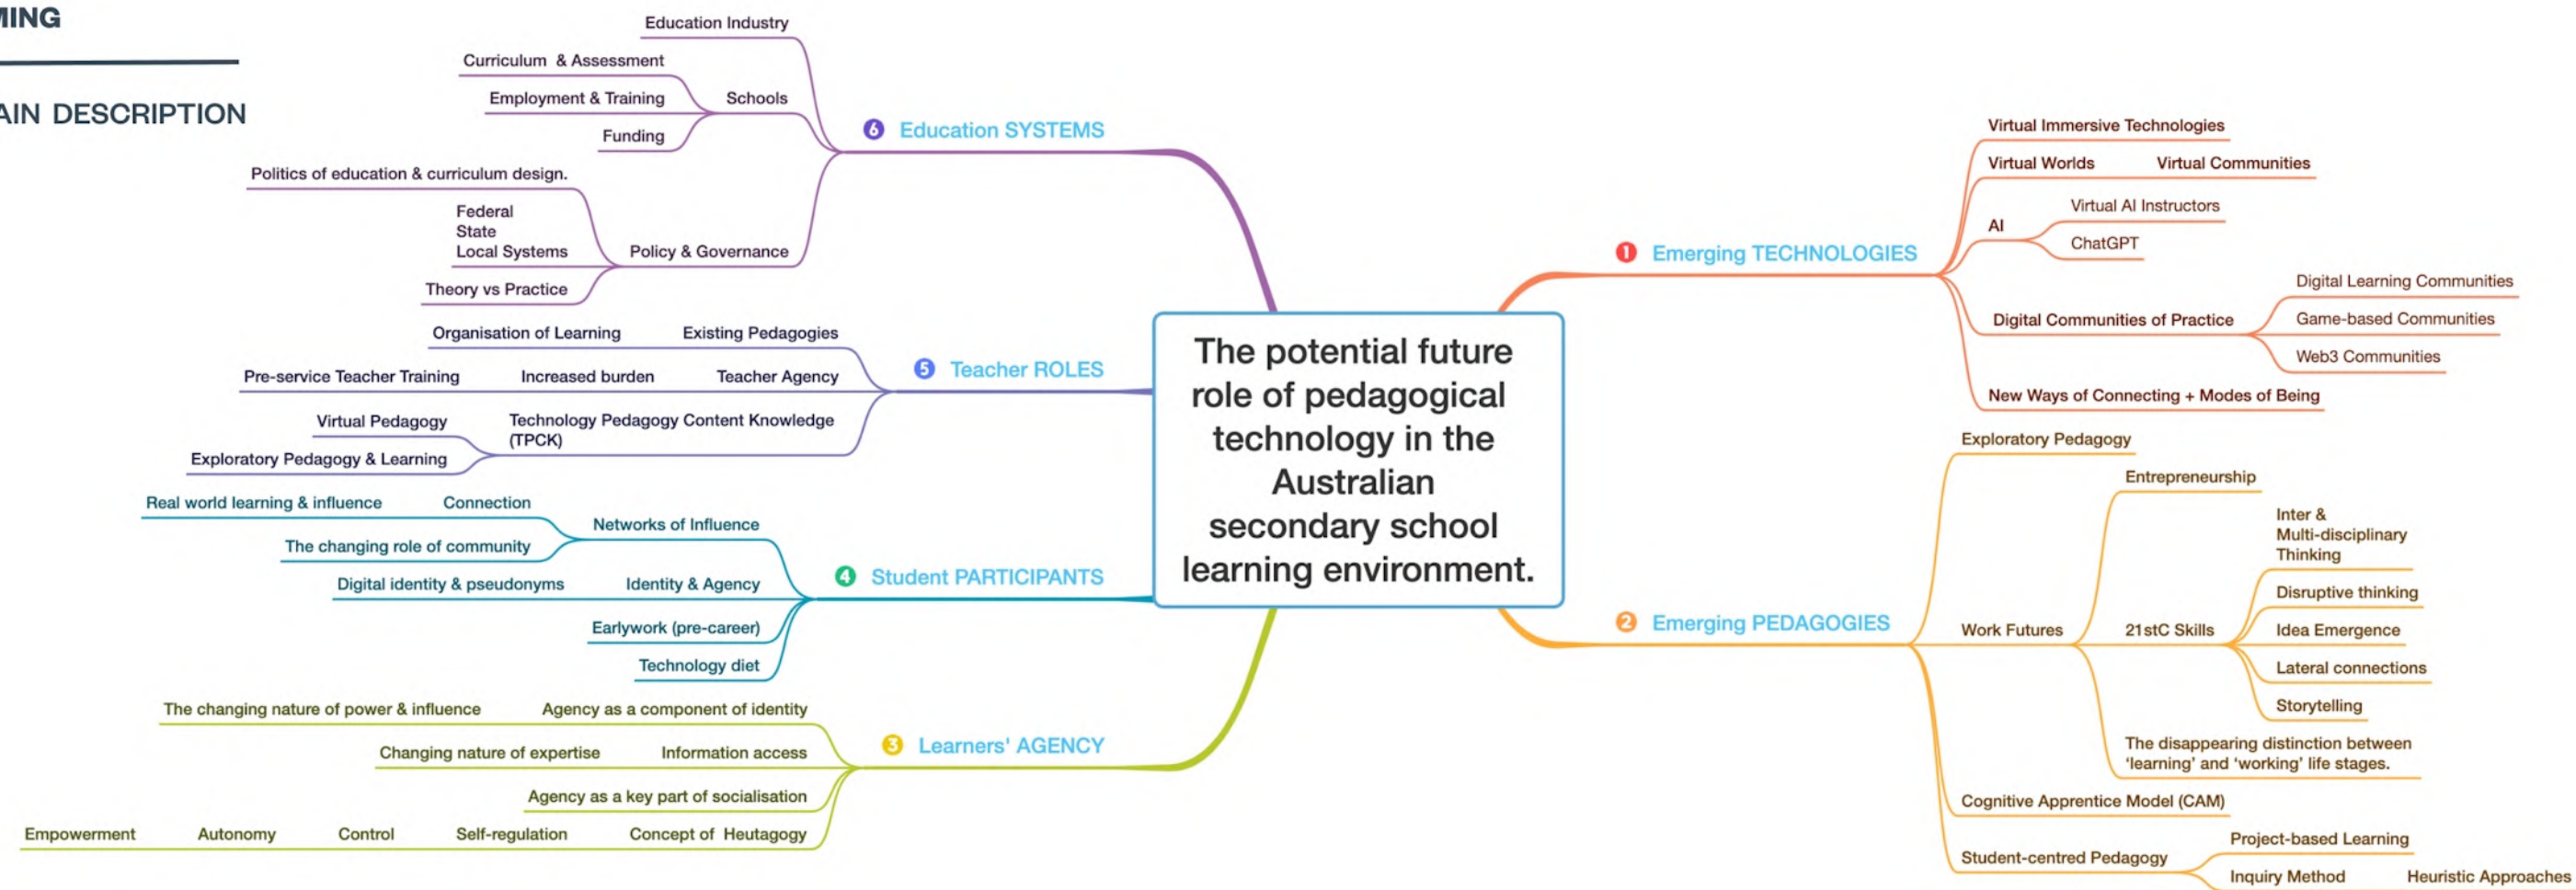 MING
AIN DESCRIPTION
The potential future
role of pedagogical
technology in the
Australian
secondary school
learning environment.
1 Emerging TECHNOLOGIES
Virtual Immersive Technologies
Virtual Worlds Virtual Communities
AI
Virtual AI Instructors
ChatGPT
Digital Communities of Practice
Digital Learning Communities
Game-based Communities
Web3 Communities
New Ways of Connecting + Modes of Being
2 Emerging PEDAGOGIES
Exploratory Pedagogy
Work Futures
Entrepreneurship
21stC Skills
Inter &
Multi-disciplinary
Thinking
Disruptive thinking
Idea Emergence
Lateral connections
Storytelling
The disappearing distinction between
‘learning’ and ‘working’ life stages.
Cognitive Apprentice Model (CAM)
Student-centred Pedagogy
Project-based Learning
Inquiry Method Heuristic Approaches
3 Learners' AGENCY
The changing nature of power & influence Agency as a component of identity
Changing nature of expertise Information access
Agency as a key part of socialisation
Empowerment Autonomy Control Self-regulation Concept of Heutagogy
4 Student PARTICIPANTS
Networks of Influence
Real world learning & influence Connection
The changing role of community
Digital identity & pseudonyms Identity & Agency
Earlywork (pre-career)
Technology diet
5 Teacher ROLES
Organisation of Learning Existing Pedagogies
Pre-service Teacher Training Increased burden Teacher Agency
Technology Pedagogy Content Knowledge
(TPCK)
Virtual Pedagogy
Exploratory Pedagogy & Learning
6 Education SYSTEMS
Education Industry
Schools
Curriculum & Assessment
Employment & Training
Funding
Policy & Governance
Politics of education & curriculum design.
Federal
State
Local Systems
Theory vs Practice